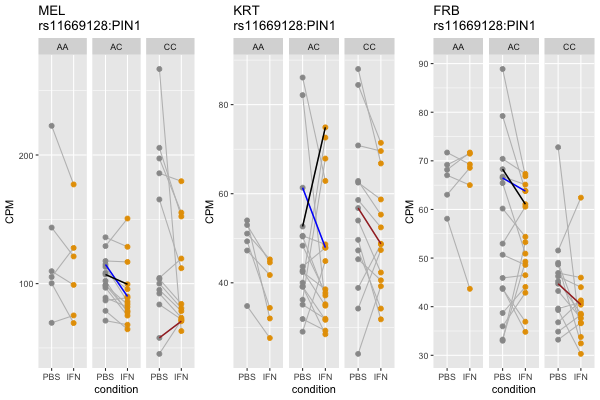 MEL
rs11669128:PIN1
AA AC CC
CPM
200
100
PBS IFN PBS IFN PBS IFN
condition
KRT
rs11669128:PIN1
AA AC CC
CPM
80
60
40
PBS IFN PBS IFN PBS IFN
condition
FRB
rs11669128:PIN1
AA AC CC
CPM
90
80
70
60
50
40
30
PBS IFN PBS IFN PBS IFN
condition